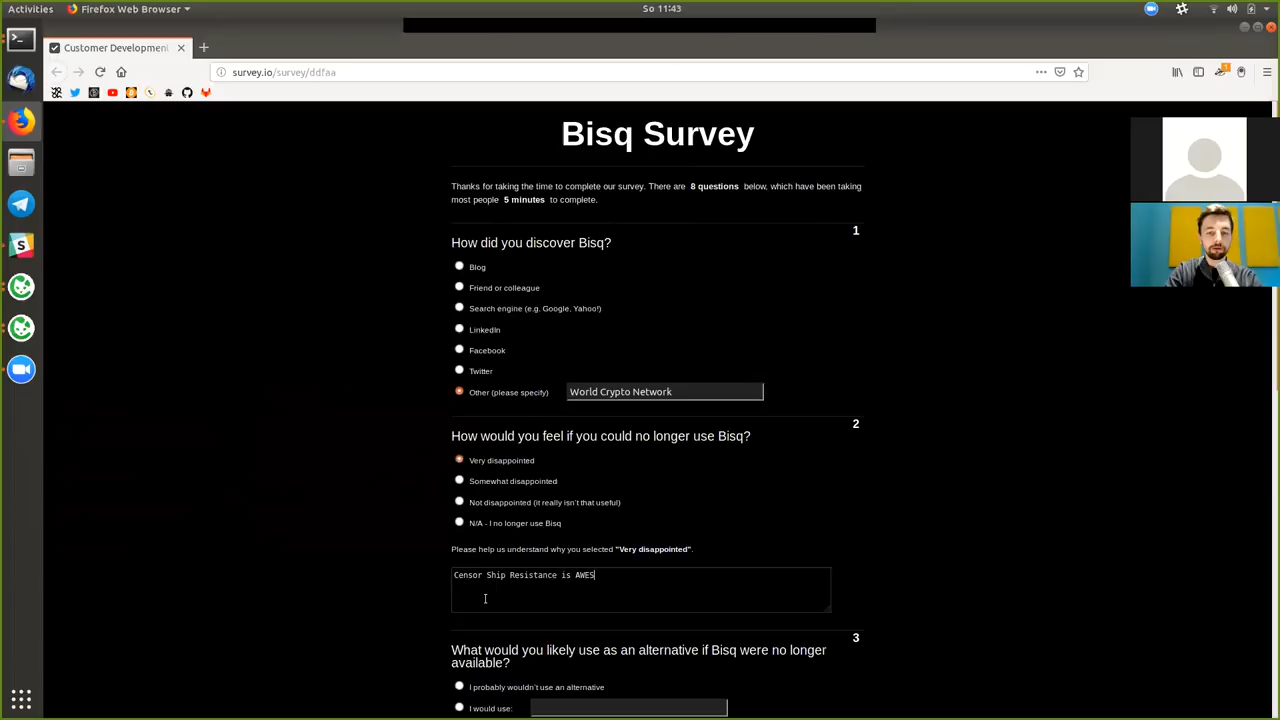 Activities
Firefox Web Browser
So 11:43
Customer Development
survey.io/survey/ddfaa
Bisq Survey
Thanks for taking the time to complete our survey. There are 8 questions below, which have been taking
most people 5 minutes to complete.
1
How did you discover Bisq?
Blog
Friend or colleague
Search engine (e.g. Google, Yahoo!)
LinkedIn
Facebook
Twitter
Other (please specify) World Crypto Network
2
How would you feel if you could no longer use Bisq?
Very disappointed
Somewhat disappointed
Not disappointed (it really isn't that useful)
N/A - I no longer use Bisq
Please help us understand why you selected "Very disappointed".
Censor Ship Resistance is AWES
3
What would you likely use as an alternative if Bisq were no longer
available?
I probably wouldn't use an alternative
I would use: